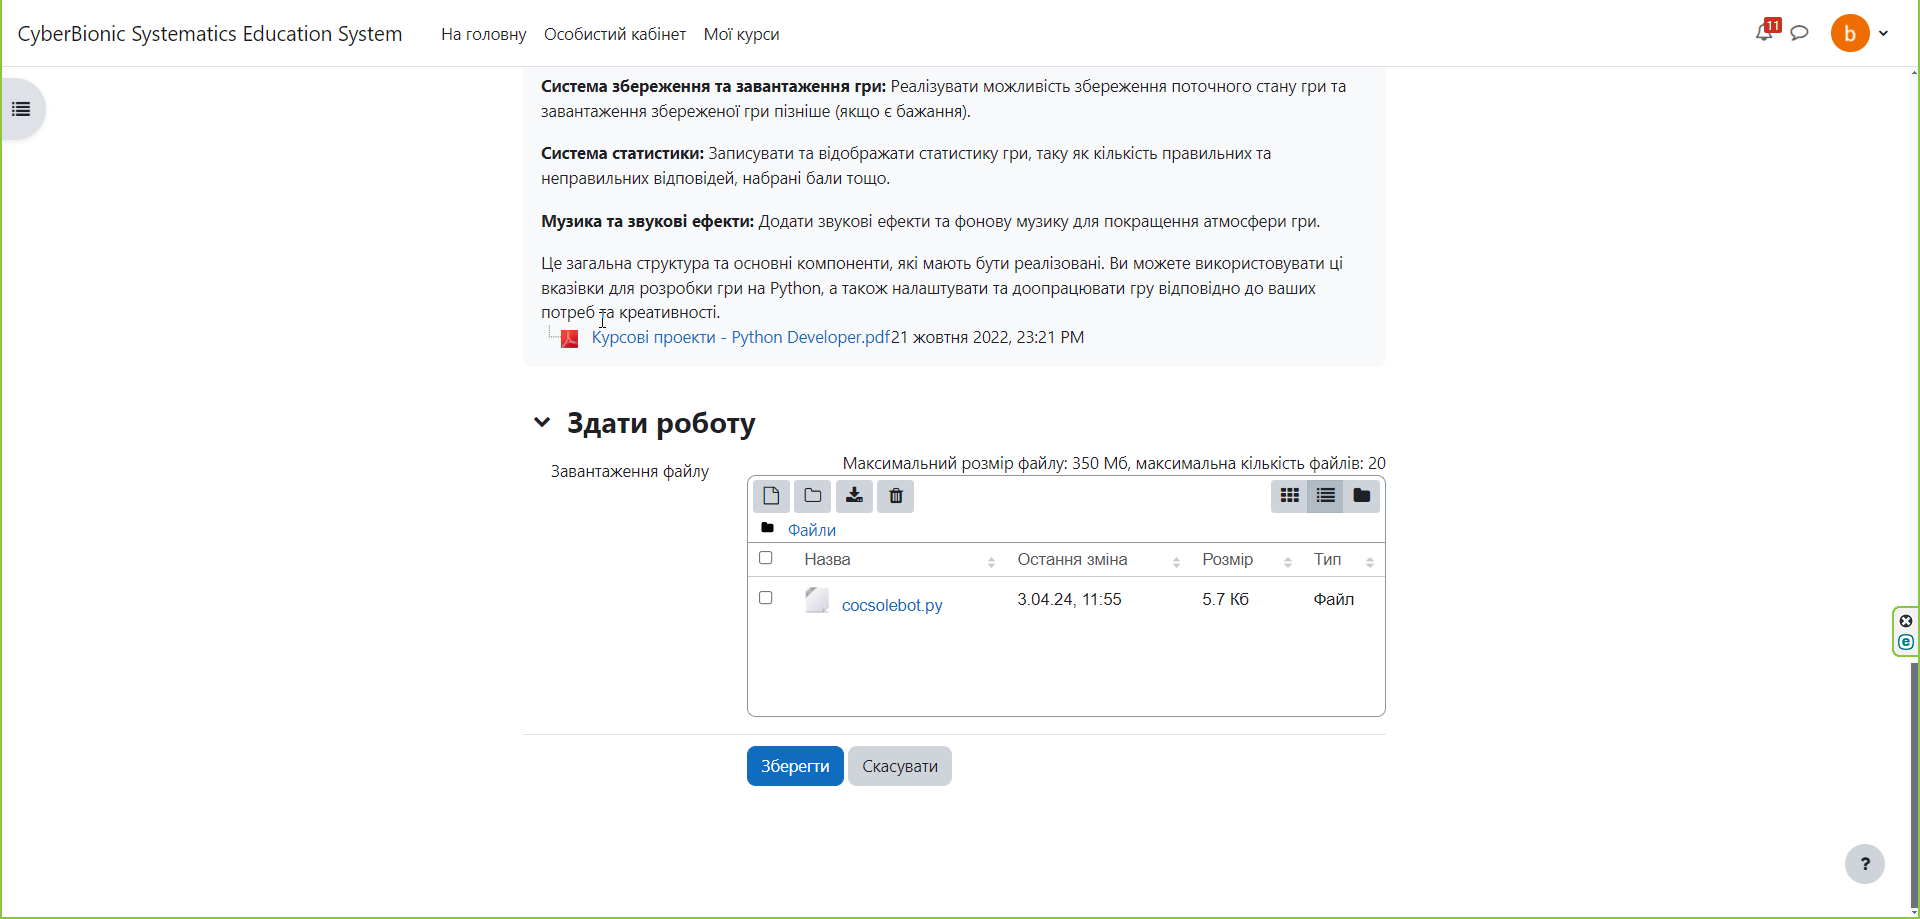 CyberBionic Systematics Education System
На головну
Особистий кабінет
Мої курси
11
b
Система збереження та завантаження гри: Реалізувати можливість збереження поточного стану гри та
завантаження збереженої гри пізніше (якщо є бажання).
Система статистики: Записувати та відображати статистику гри, таку як кількість правильних та
неправильних відповідей, набрані бали тощо.
Музика та звукові ефекти: Додати звукові ефекти та фонову музику для покращення атмосфери гри.
Це загальна структура та основні компоненти, які мають бути реалізовані. Ви можете використовувати ці
вказівки для розробки гри на Python, а також налаштувати та доопрацювати гру відповідно до ваших
потреб та креативності.
Курсові проекти - Python Developer.pdf21 жовтня 2022, 23:21 PM
Здати роботу
Завантаження файлу
Максимальний розмір файлу: 350 Мб, максимальна кількість файлів: 20
Файли
Назва Остання зміна Розмір Тип
cocsolebot.py 3.04.24, 11:55 5.7 Кб Файл
Зберегти Скасувати
e
?